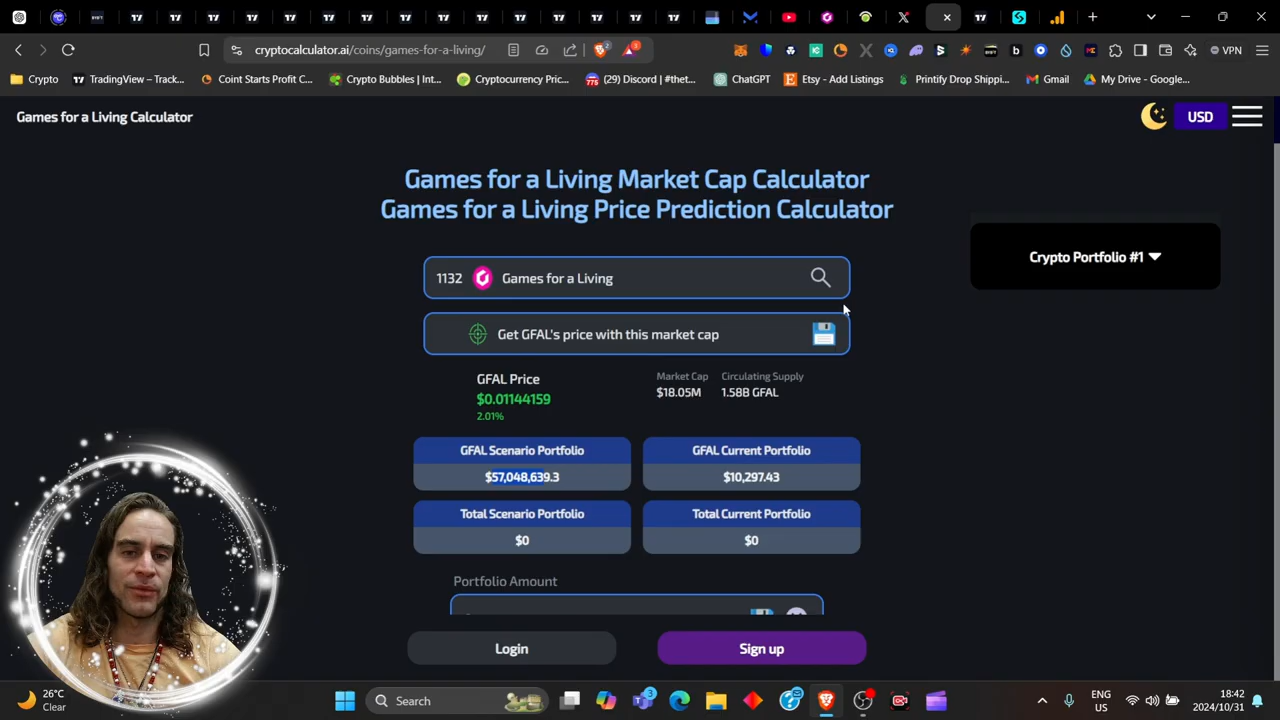 cryptocalculator.ai/coins/games-for-a-living/
2
3
VPN
Crypto
TradingView – Track...
Coint Starts Profit C...
Crypto Bubbles | Int...
Cryptocurrency Pric...
(29) Discord | #thet...
ChatGPT
Etsy - Add Listings
Printify Drop Shippi...
Gmail
My Drive - Google...
Games for a Living Calculator
USD
Games for a Living Market Cap Calculator
Games for a Living Price Prediction Calculator
Crypto Portfolio #1
1132 Games for a Living
Get GFAL's price with this market cap
GFAL Price
$0.01144159
2.01%
Market Cap
$18.05M
Circulating Supply
1.58B GFAL
GFAL Scenario Portfolio
$57,048,639.3
GFAL Current Portfolio
$10,297.43
Total Scenario Portfolio
$0
Total Current Portfolio
$0
Portfolio Amount
Login
Sign up
26°C
Clear
Search
3
ENG
US
18:42
2024/10/31